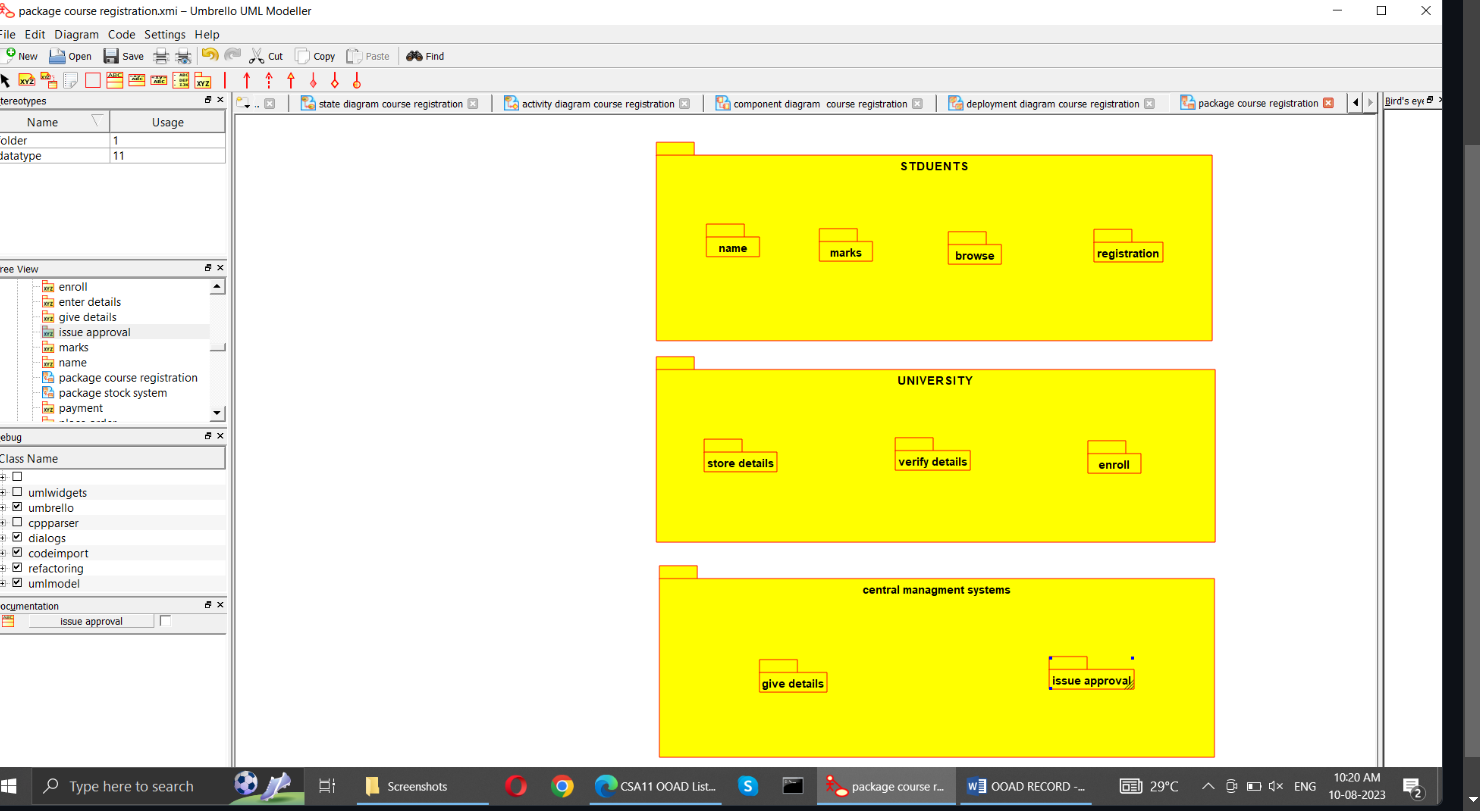 package course registration.xmi – Umbrello UML Modeller
File Edit Diagram Code Settings Help
New Open Save Cut Copy Paste Find
tereotypes
.. state diagram course registration activity diagram course registration component diagram course registration deployment diagram course registration package course registration Bird's eye
Name Usage
older 1
datatype 11
ree View
enroll
enter details
give details
issue approval
marks
name
package course registration
package stock system
payment
ebug
Class Name
umlwidgets
umbrello
cppparser
dialogs
codeimport
refactoring
umlmodel
ocumentation
issue approval
STDUENTS
name marks browse registration
UNIVERSITY
store details verify details enroll
central managment systems
give details issue approval
Type here to search
Screenshots
CSA11 OOAD List...
package course r...
OOAD RECORD -...
29°C
ENG
10:20 AM
10-08-2023
2